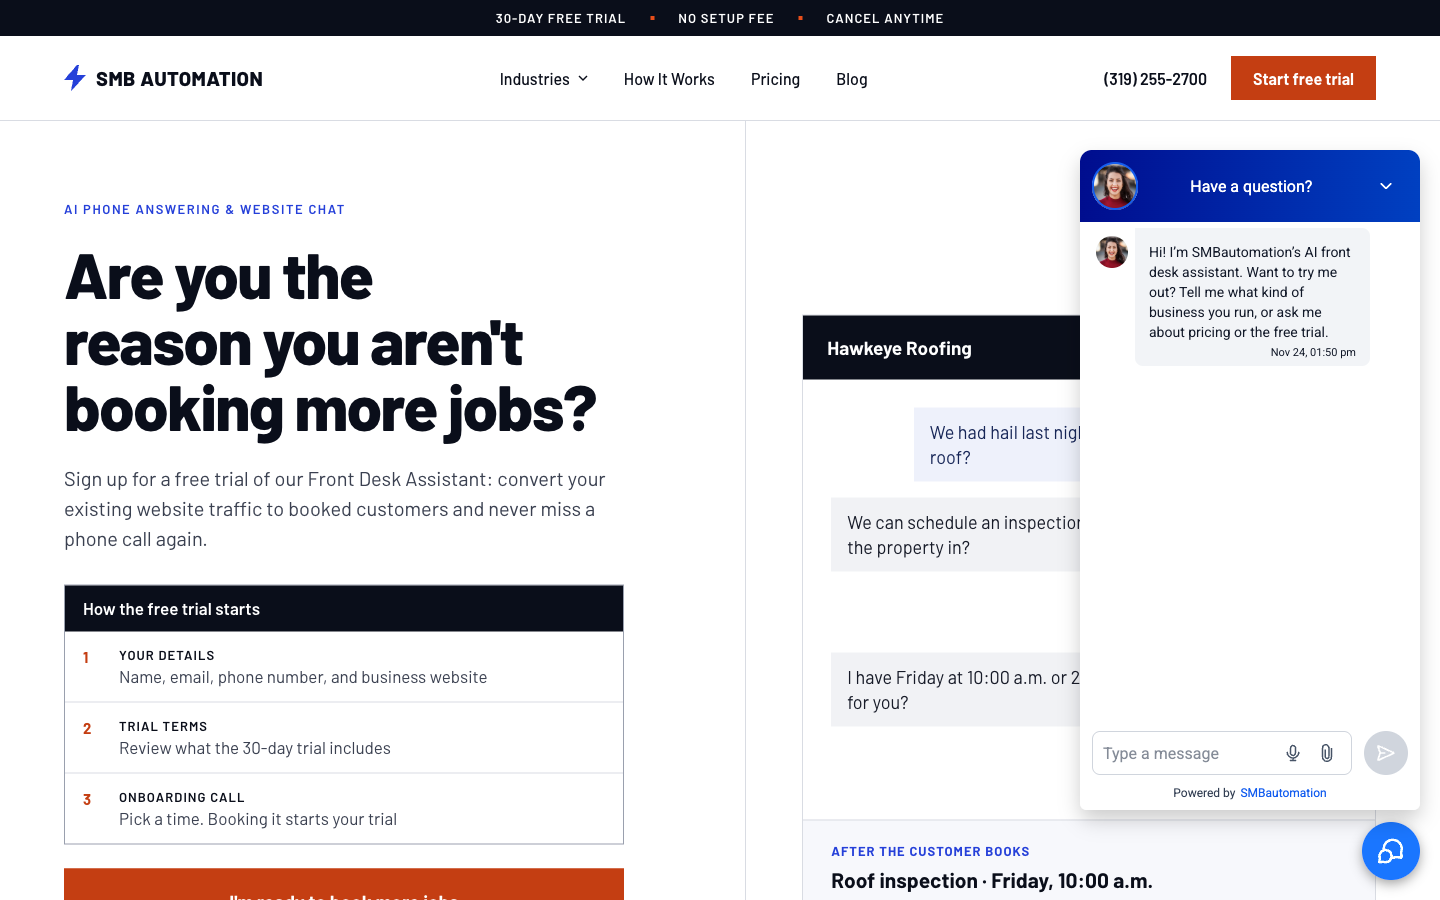 30-DAY FREE TRIAL NO SETUP FEE CANCEL ANYTIME
SMB AUTOMATION
Industries How It Works Pricing Blog
(319) 255-2700
Start free trial
AI PHONE ANSWERING & WEBSITE CHAT
Are you the
reason you aren't
booking more jobs?
Sign up for a free trial of our Front Desk Assistant: convert your
existing website traffic to booked customers and never miss a
phone call again.
How the free trial starts
1 YOUR DETAILS
Name, email, phone number, and business website
2 TRIAL TERMS
Review what the 30-day trial includes
3 ONBOARDING CALL
Pick a time. Booking it starts your trial
I'm ready to book more jobs
Hawkeye Roofing
We had hail last
roof?
We can schedule an inspection
the property in?
I have Friday at 10:00 a.m. or
for you?
AFTER THE CUSTOMER BOOKS
Roof inspection · Friday, 10:00 a.m.
Have a question?
Hi! I'm SMBautomation's AI front
desk assistant. Want to try me
out? Tell me what kind of
business you run, or ask me
about pricing or the free trial.
Nov 24, 01:50 pm
Type a message
Powered by SMBautomation